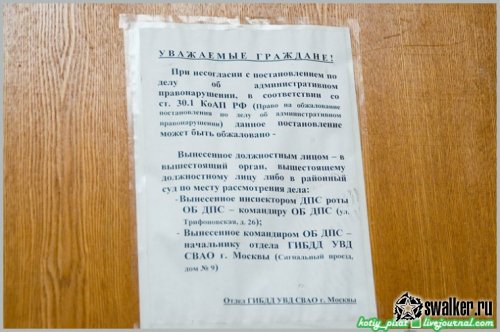 УВАЖАЕМЫЕ ГРАЖДАНЕ!
При несогласии с постановлением по
делу об административном
правонарушении, в соответствии со
ст. 30.1 КоАП РФ (Право на обжалование
постановления по делу об административном
правонарушении) данное постановление
может быть обжаловано -
Вынесенное должностным лицом – в
вышестоящий орган, вышестоящему
должностному лицу либо в районный
суд по месту рассмотрения дела:
-Вынесенное инспектором ДПС роты
ОБ ДПС – командиру ОБ ДПС (ул.
Трифоновская, д. 26);
- Вынесенное командиром ОБ ДПС –
начальнику отдела ГИБДД УВД
СВАО г. Москвы (Сигнальный проезд,
дом № 9)
Отдел ГИБДД УВД СВАО г. Москвы
swalker.ru
kotiy_pilot livejournal.com